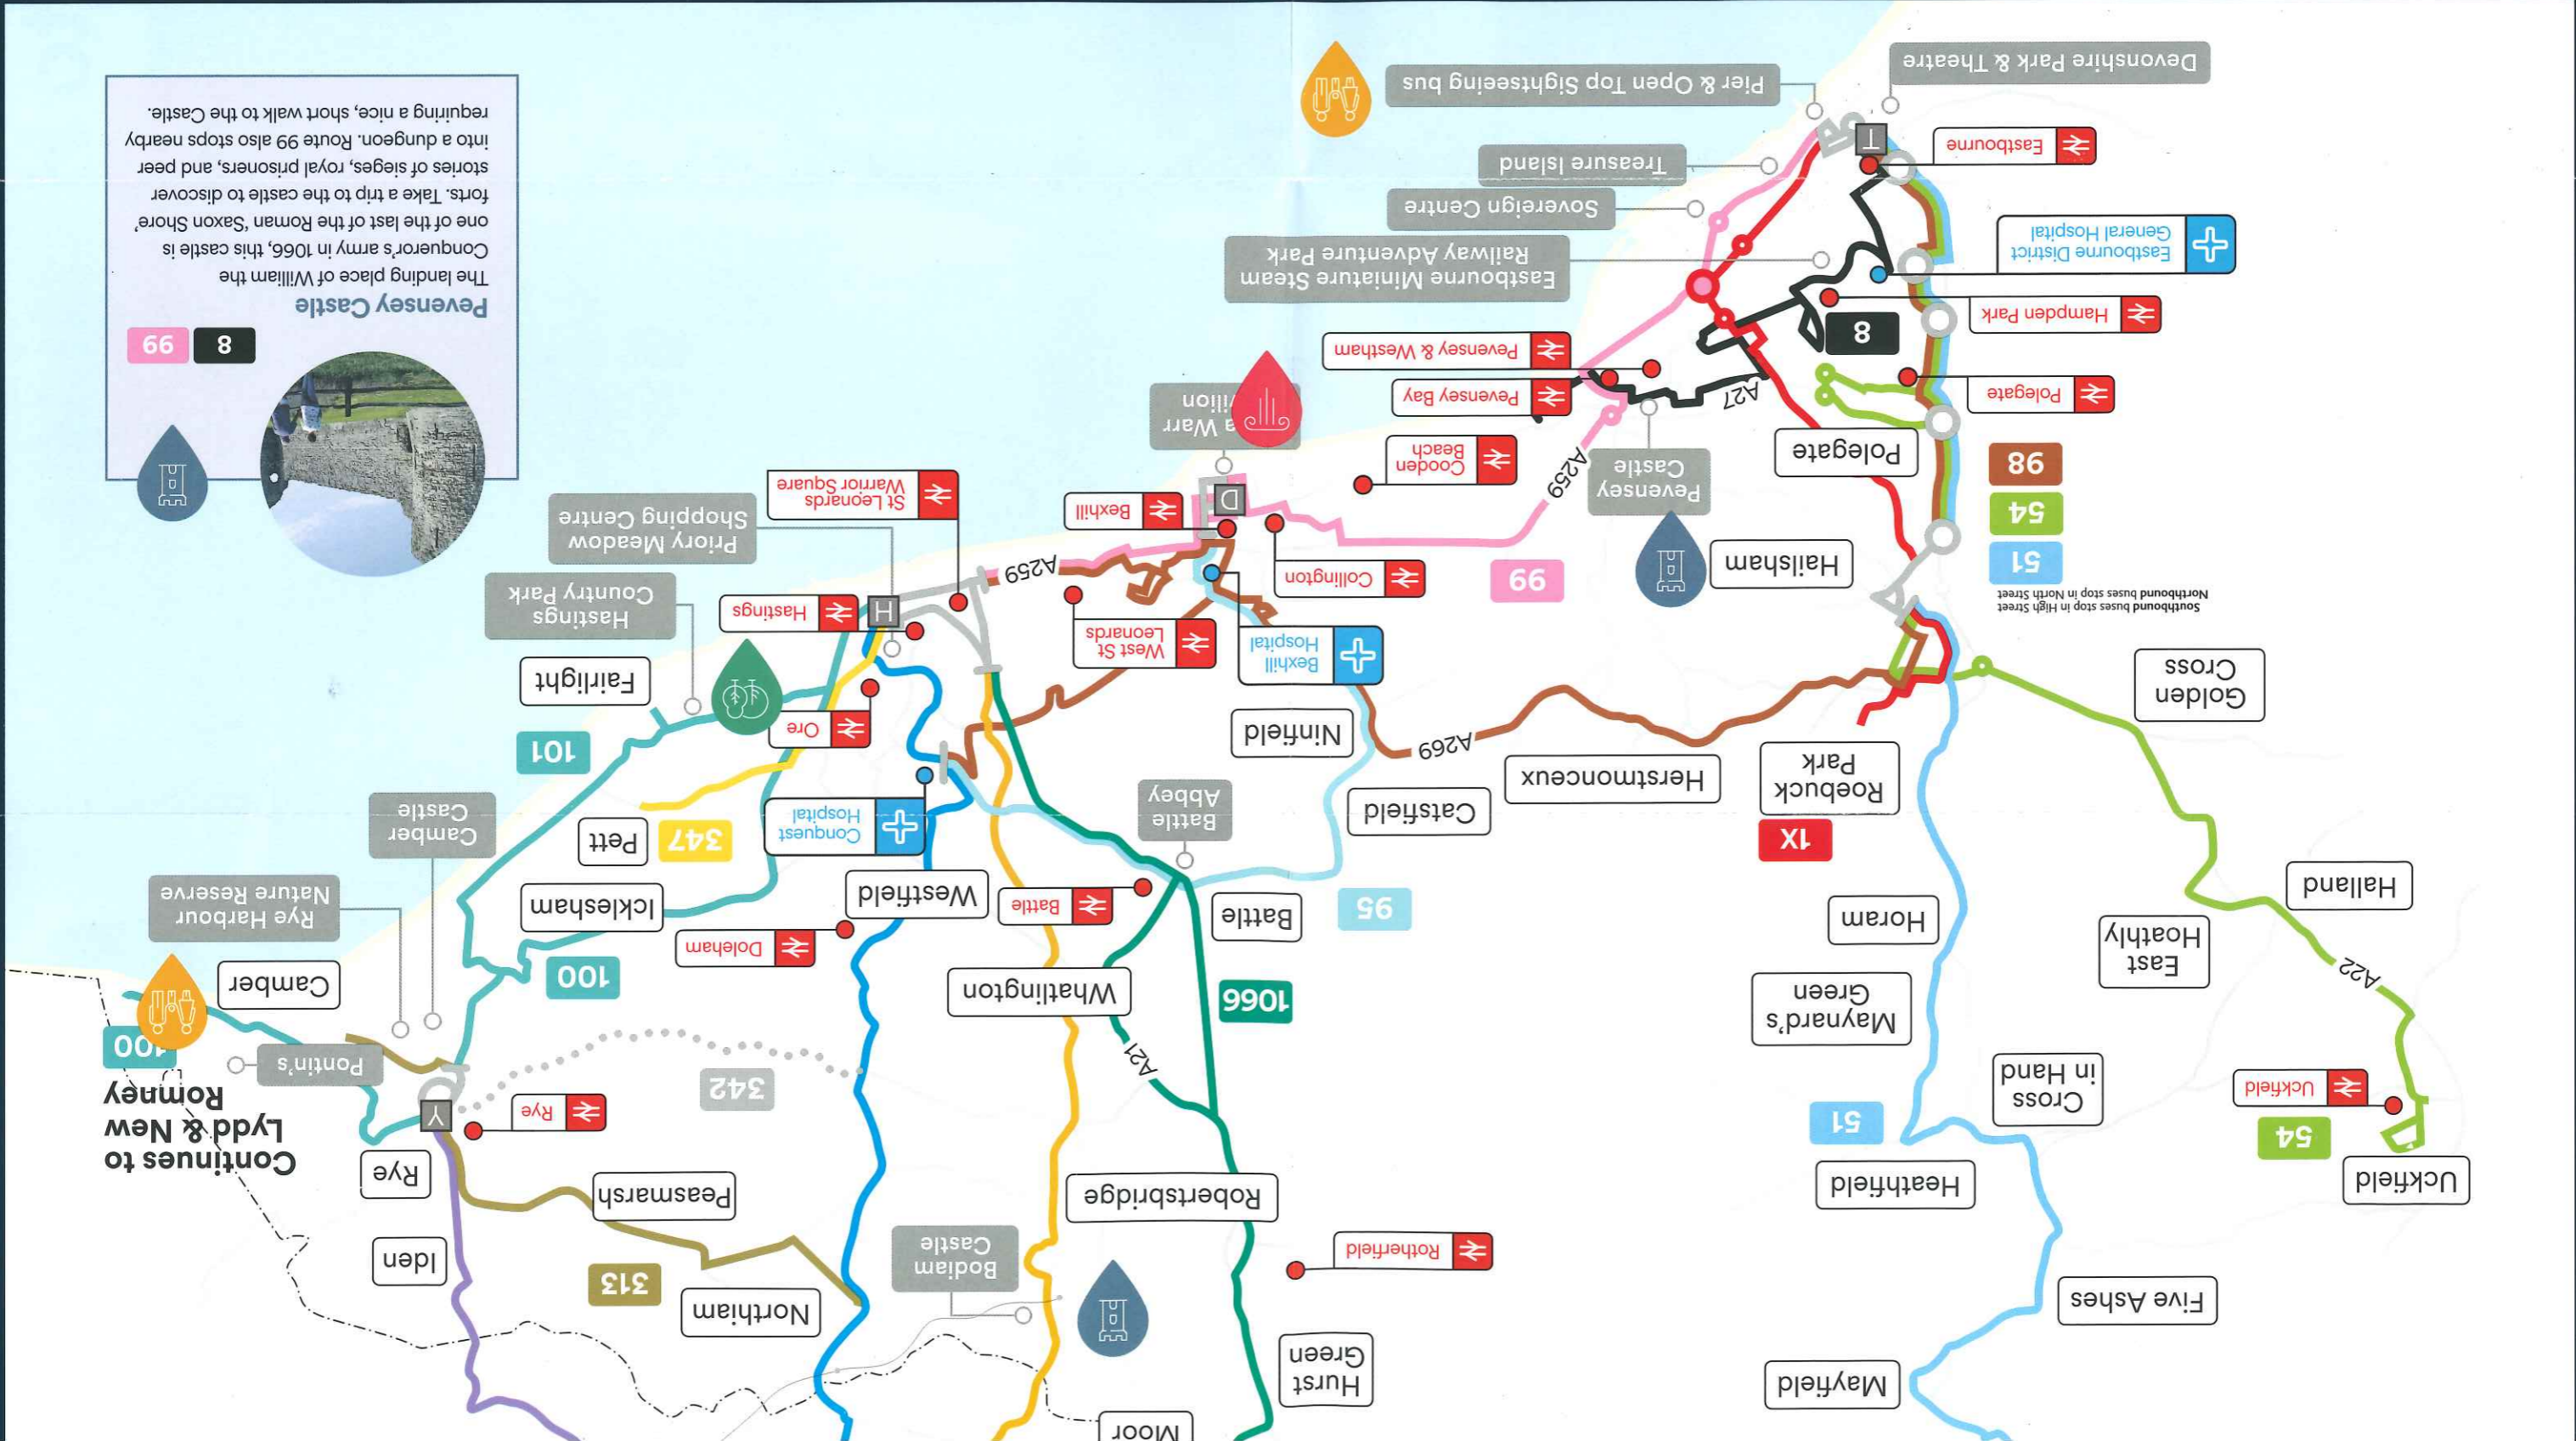 Moor
Hurst
Green
Mayfield
Northiam
Bodiam
Castle
Five Ashes
313
Iden
Rotherfield
Peasmarsh
Robertsbridge
Heathfield
Uckfield
Rye
54
Continues to
Lydd & New
Romney
100
Rye
Y
51
Cross
in Hand
Uckfield
342
A21
Pontin's
Camber
100
Whatlington
1066
Maynard's
Green
A22
East
Hoathly
Doleham
Rye Harbour
Nature Reserve
Icklesham
Westfield
Battle
Battle
95
Horam
Halland
Camber
Castle
Pett
347
Conquest
Hospital
Battle
Abbey
Catsfield
1X
Roebuck
Park
Herstmonceux
101
Ore
Ninfield
A269
Fairlight
Golden
Cross
Hastings
Country Park
Hastings
H
West St
Leonards
Bexhill
Hospital
Southbound buses stop in High Street
Northbound buses stop in North Street
51
54
98
A259
Collington
99
Hailsham
Priory Meadow
Shopping Centre
St Leonards
Warrior Square
Bexhill
D
A259
Cooden
Beach
Pevensey
Castle
Polegate
a Warr
vilion
Pevensey Bay
A27
Polegate
Pevensey & Westham
8
Hampden Park
8
99
Pevensey Castle
The landing place of William the
Conqueror's army in 1066, this castle is
one of the last of the Roman 'Saxon Shore'
forts. Take a trip to the castle to discover
stories of sieges, royal prisoners, and peer
into a dungeon. Route 99 also stops nearby
requiring a nice, short walk to the Castle.
Eastbourne Miniature Steam
Railway Adventure Park
Eastbourne District
General Hospital
Sovereign Centre
Treasure Island
T
Eastbourne
Pier & Open Top Sightseeing bus
Devonshire Park & Theatre